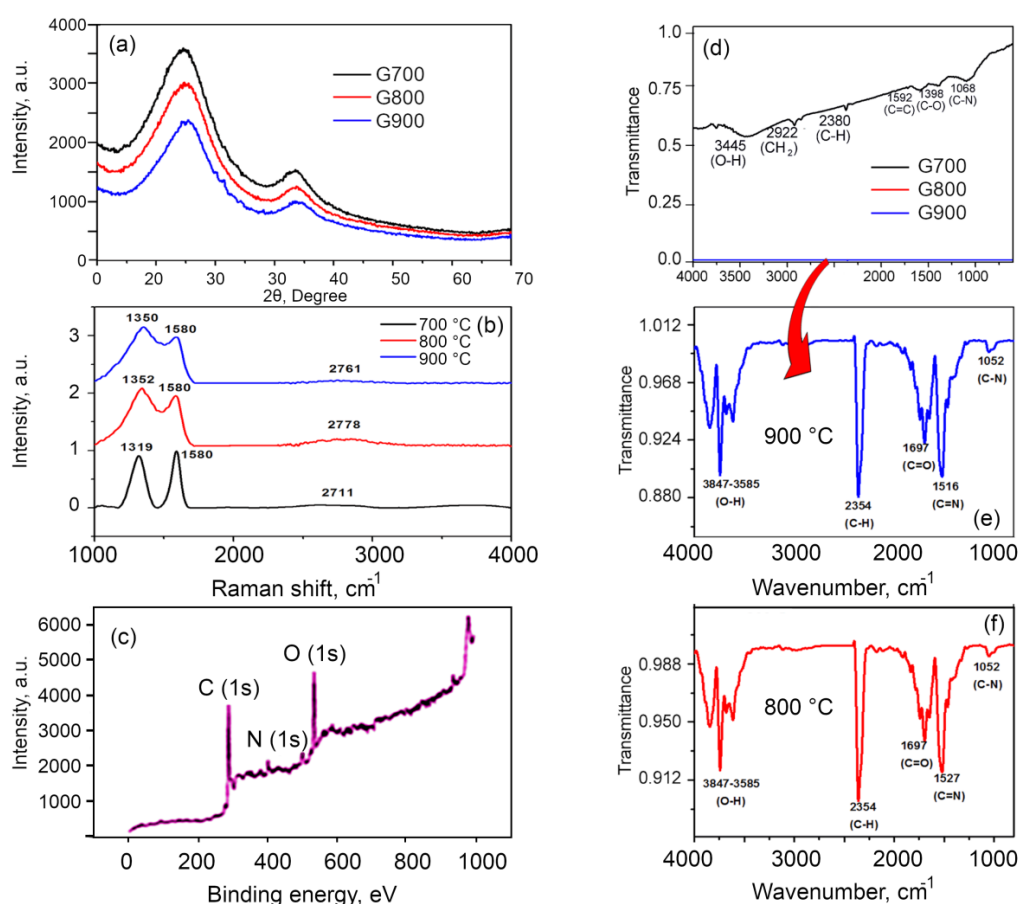 (a)
Intensity, a.u.
4000
3000
2000
1000
0
G700
G800
G900
0 10 20 30 40 50 60 70
2θ, Degree
(b)
Intensity, a.u.
3
2
1
0
1350 1580
2761
1352 1580
2778
1319 1580
2711
700 °C
800 °C
900 °C
1000 2000 3000 4000
Raman shift, cm-1
(c)
Intensity, a.u.
6000
5000
4000
3000
2000
1000
O (1s)
C (1s)
N (1s)
0 200 400 600 800 1000
Binding energy, eV
(d)
Transmittance
1.0
0.75
0.5
0.25
0.0
3445
(O-H)
2922
(CH2)
2380
(C-H)
1592
(C=C)
1398
(C-O)
1068
(C-N)
G700
G800
G900
4000 3500 2900 2500 2000 1500 1000
(e)
Transmittance
1.012
0.968
0.924
0.880
900 °C
3847-3585
(O-H)
2354
(C-H)
1697
(C=O)
1516
(C=N)
1052
(C-N)
4000 3000 2000 1000
Wavenumber, cm-1
(f)
Transmittance
0.988
0.950
0.912
800 °C
3847-3585
(O-H)
2354
(C-H)
1697
(C=O)
1527
(C=N)
1052
(C-N)
4000 3000 2000 1000
Wavenumber, cm-1